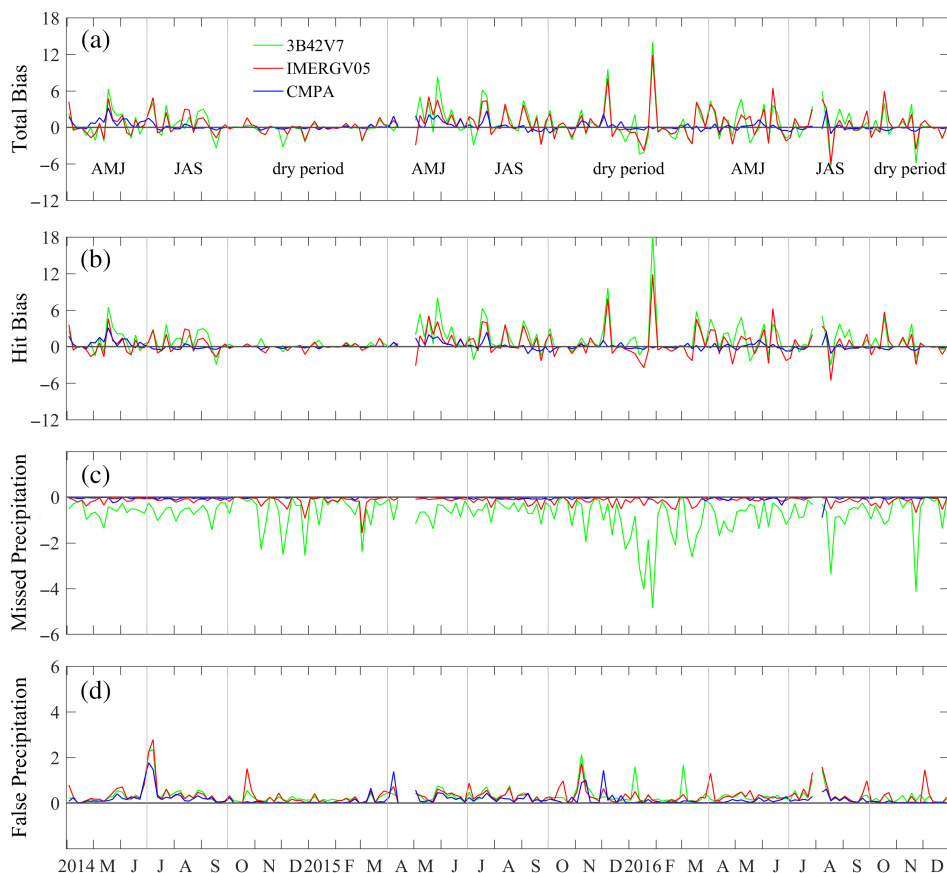 18
12
6
0
−6
−12
Total Bias
(a)
3B42V7
IMERGV05
CMPA
AMJ JAS dry period AMJ JAS dry period AMJ JAS dry period
18
12
6
0
−6
−12
Hit Bias
(b)
0
−2
−4
−6
Missed Precipitation
(c)
6
4
2
0
False Precipitation
(d)
2014 M J J A S O N D 2015 F M A M J J A S O N D 2016 F M A M J J A S O N D